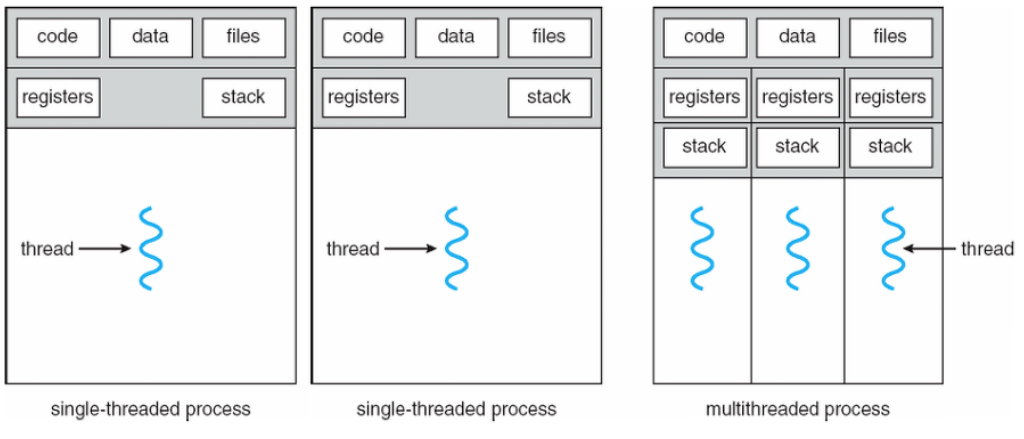 code data files
registers stack
thread
single-threaded process
code data files
registers stack
thread
single-threaded process
code data files
registers registers registers
stack stack stack
thread
multithreaded process